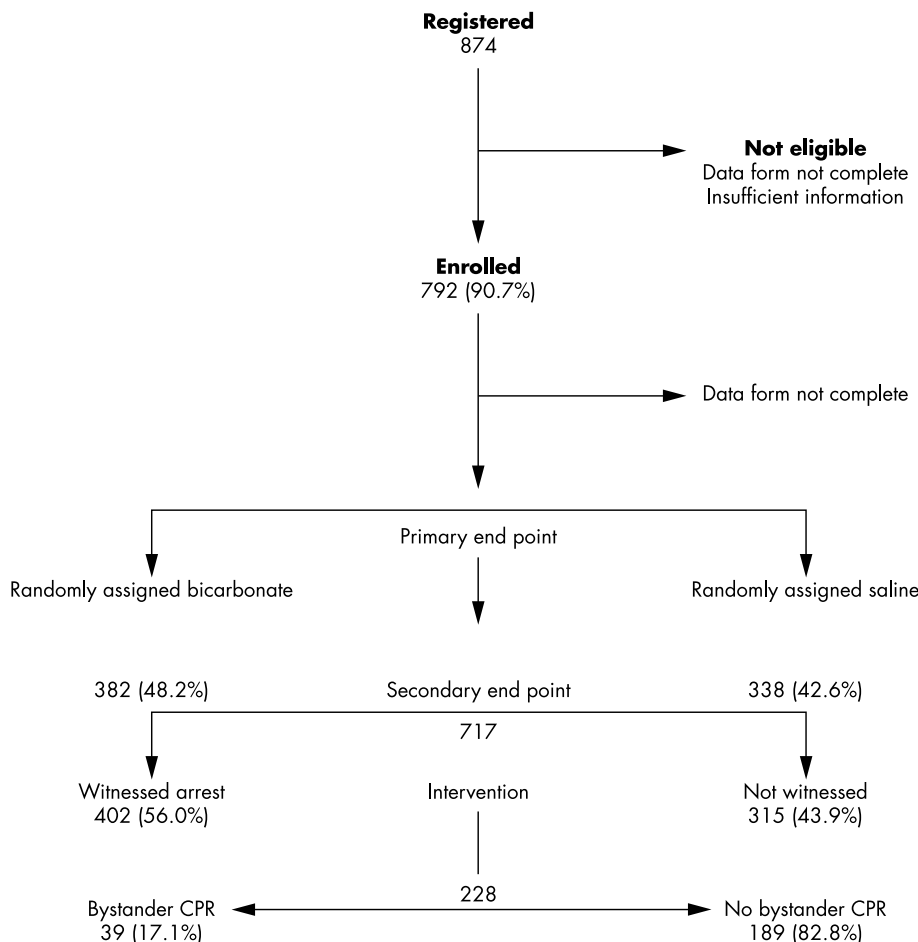 Registered
874
Not eligible
Data form not complete
Insufficient information
Enrolled
792 (90.7%)
Data form not complete
Primary end point
Randomly assigned bicarbonate
Randomly assigned saline
382 (48.2%)
Secondary end point
338 (42.6%)
717
Witnessed arrest
Intervention
Not witnessed
402 (56.0%)
315 (43.9%)
228
Bystander CPR
No bystander CPR
39 (17.1%)
189 (82.8%)